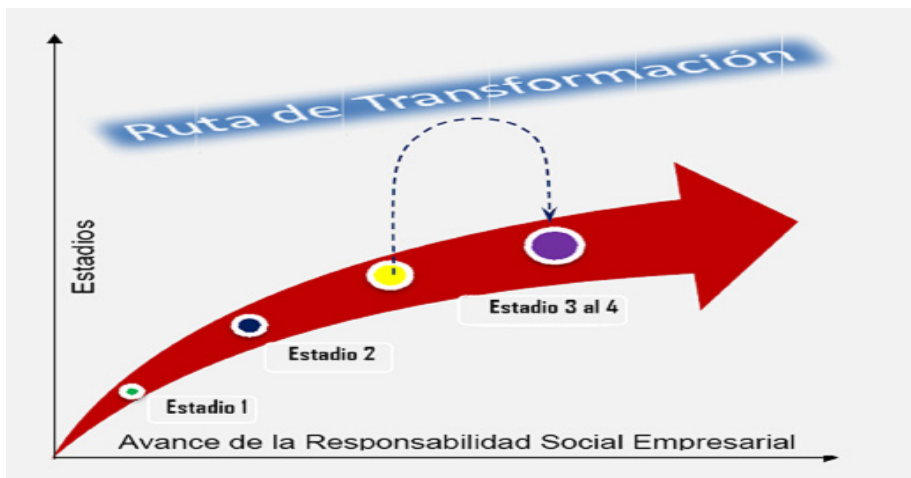 Ruta de Transformación
Estadios
Estadio 3 al 4
Estadio 2
Estadio 1
Avance de la Responsabilidad Social Empresarial